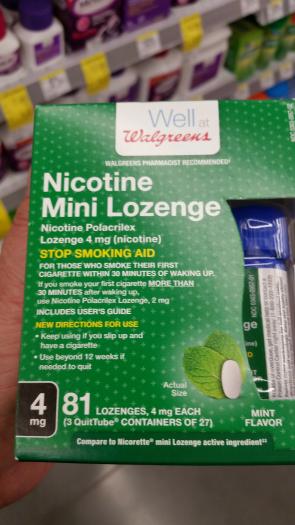 Well at
Walgreens
WALGREENS PHARMACIST RECOMMENDED
Nicotine
Mini Lozenge
Nicotine Polacrilex
Lozenge 4 mg (nicotine)
STOP SMOKING AID
FOR THOSE WHO SMOKE THEIR FIRST
CIGARETTE WITHIN 30 MINUTES OF WAKING UP.
If you smoke your first cigarette MORE THAN
30 MINUTES after waking up,
use Nicotine Polacrilex Lozenge, 2 mg
INCLUDES USER'S GUIDE
NEW DIRECTIONS FOR USE
• Keep using if you slip up and
have a cigarette
• Use beyond 12 weeks if
needed to quit
Actual
Size
4
mg
81 LOZENGES, 4 mg EACH
(3 QuitTube® CONTAINERS OF 27)
MINT
FLAVOR
Compare to Nicorette® mini Lozenge active ingredient‡‡